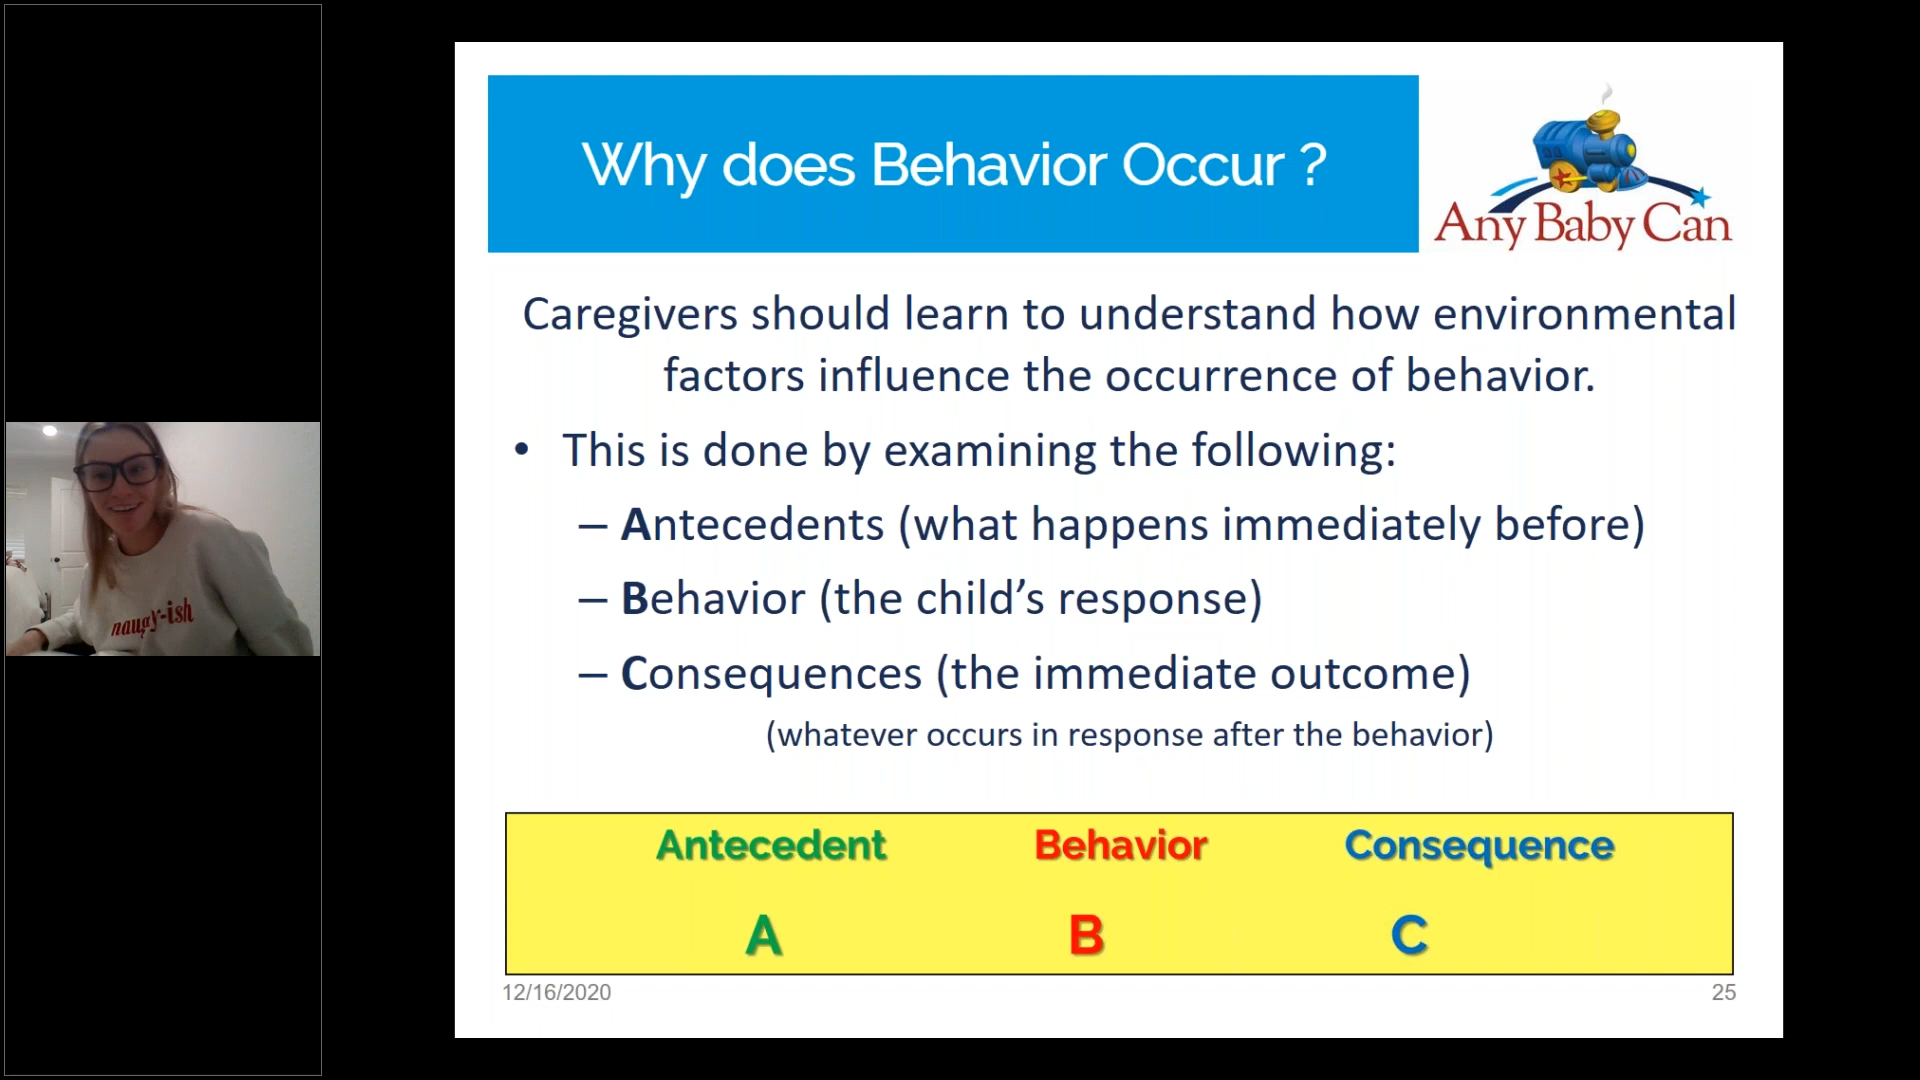 Why does Behavior Occur ?
Any Baby Can
Caregivers should learn to understand how environmental
factors influence the occurrence of behavior.
• This is done by examining the following:
– Antecedents (what happens immediately before)
– Behavior (the child’s response)
– Consequences (the immediate outcome)
(whatever occurs in response after the behavior)
Antecedent Behavior Consequence
A B C
12/16/2020 25